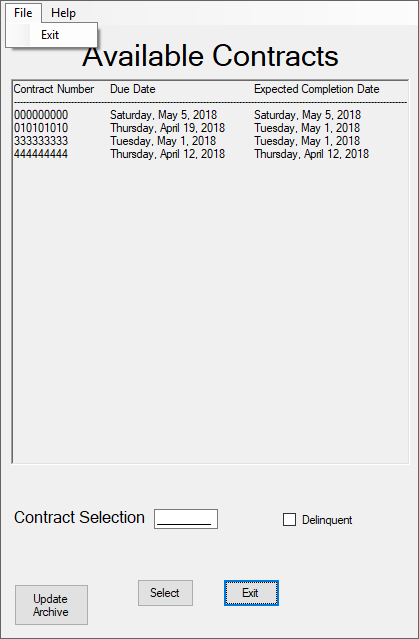 File Help
Exit
Available Contracts
Contract Number Due Date Expected Completion Date
000000000 Saturday, May 5, 2018 Saturday, May 5, 2018
010101010 Thursday, April 19, 2018 Tuesday, May 1, 2018
333333333 Tuesday, May 1, 2018 Tuesday, May 1, 2018
444444444 Thursday, April 12, 2018 Thursday, April 12, 2018
Contract Selection _________ Delinquent
Update
Archive
Select Exit